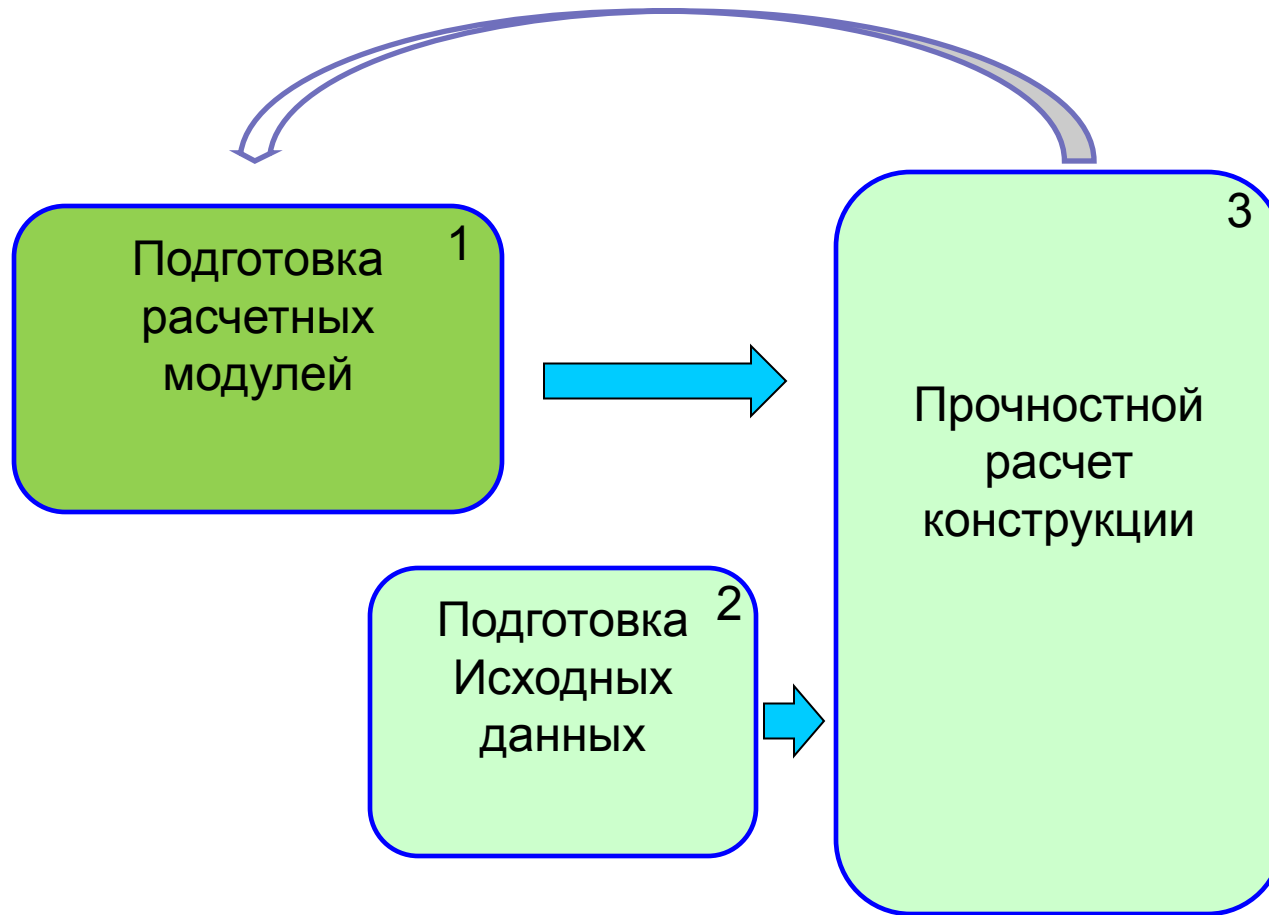 Подготовка
расчетных
модулей
1
Подготовка
Исходных
данных
2
Прочностной
расчет
конструкции
3